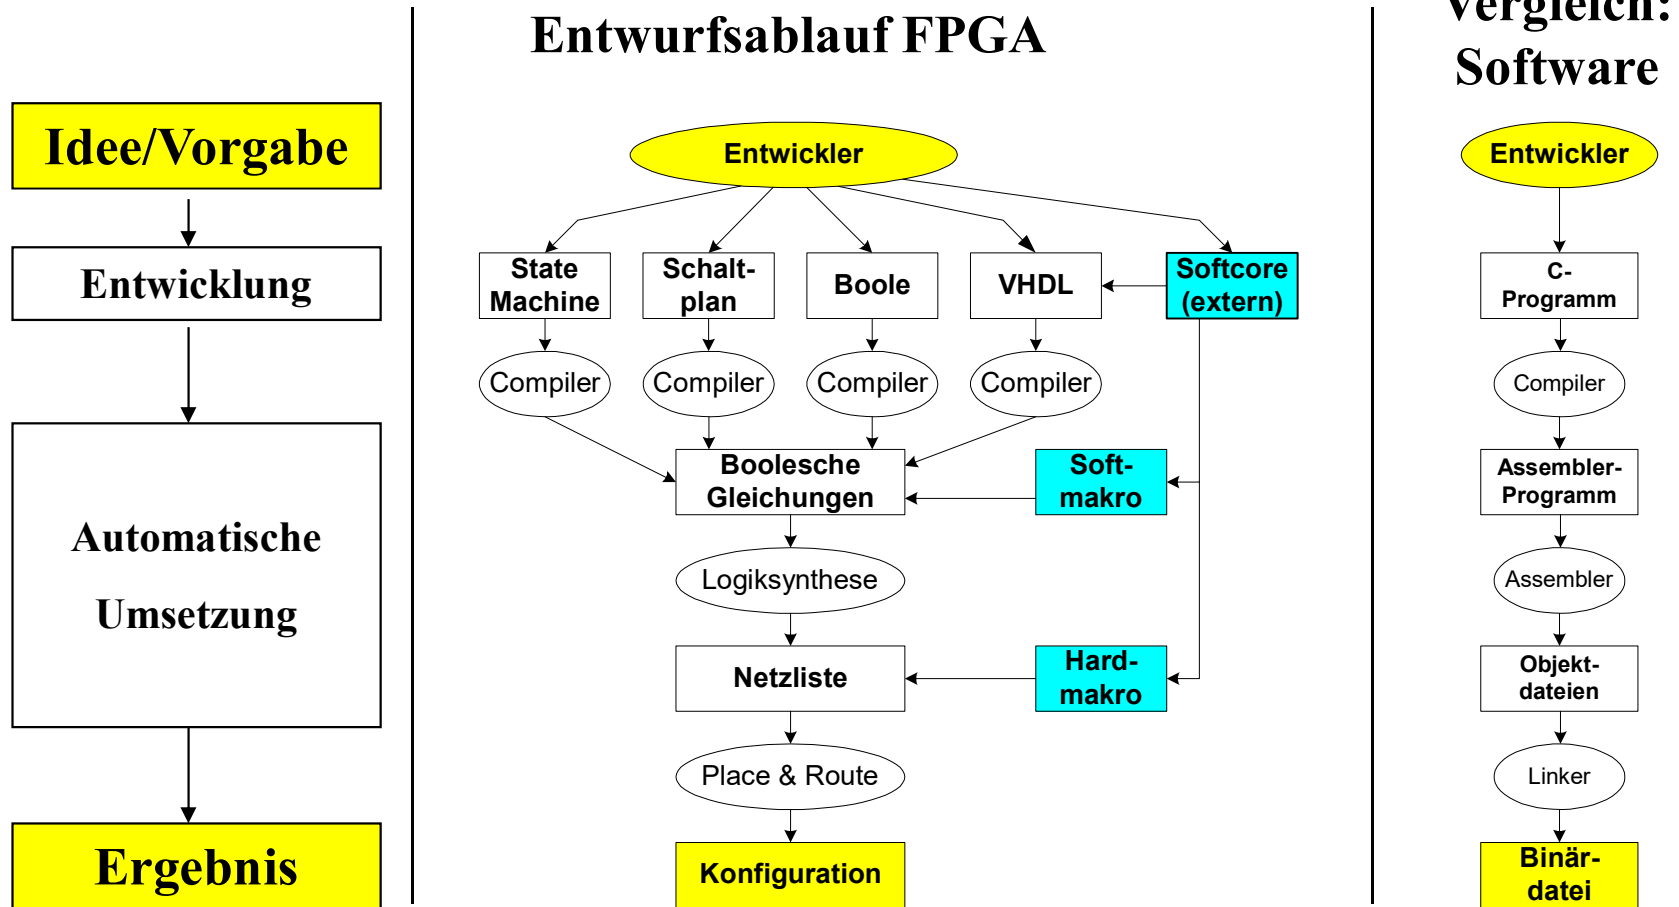 Idee/Vorgabe
Entwicklung
Automatische
Umsetzung
Ergebnis
Entwurfsablauf FPGA
Entwickler
State
Machine
Schalt-
plan
Boole
VHDL
Softcore
(extern)
Compiler
Compiler
Compiler
Compiler
Boolesche
Gleichungen
Soft-
makro
Logiksynthese
Netzliste
Hard-
makro
Place & Route
Konfiguration
Vergleich:
Software
Entwickler
C-
Programm
Compiler
Assembler-
Programm
Assembler
Objekt-
dateien
Linker
Binär-
datei